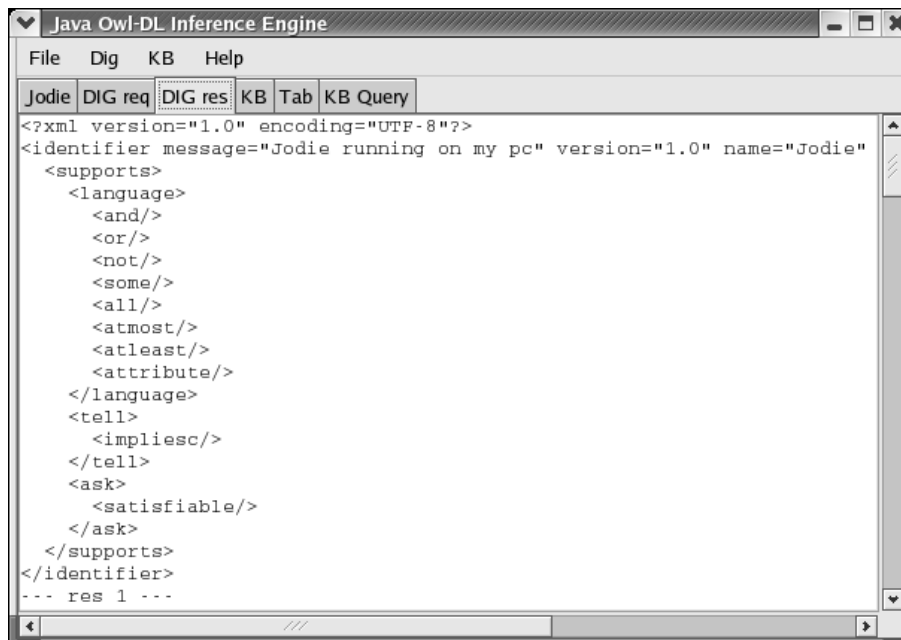 Java Owl-DL Inference Engine
File Dig KB Help
Jodie DIG req DIG res KB Tab KB Query
<?xml version="1.0" encoding="UTF-8"?>
<identifier message="Jodie running on my pc" version="1.0" name="Jodie"
  <supports>
    <language>
      <and/>
      <or/>
      <not/>
      <some/>
      <all/>
      <atmost/>
      <atleast/>
      <attribute/>
    </language>
    <tell>
      <impliesc/>
    </tell>
    <ask>
      <satisfiable/>
    </ask>
  </supports>
</identifier>
--- res 1 ---